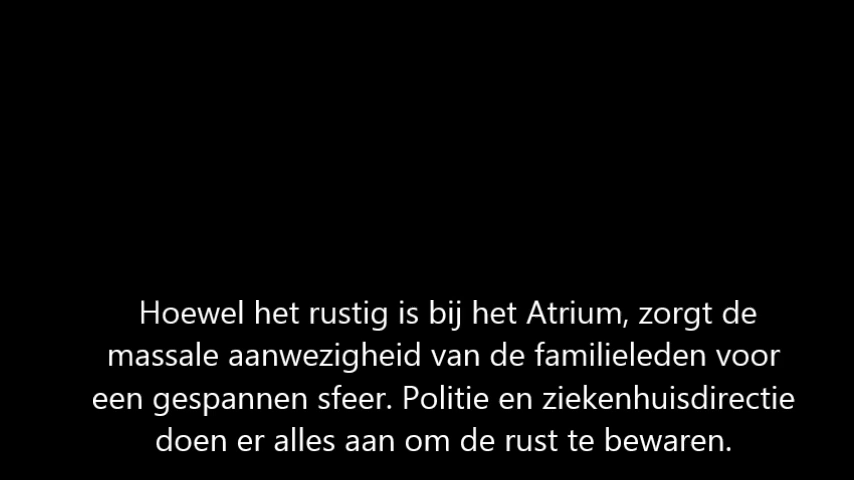 Hoewel het rustig is bij het Atrium, zorgt de
massale aanwezigheid van de familieleden voor
een gespannen sfeer. Politie en ziekenhuisdirectie
doen er alles aan om de rust te bewaren.